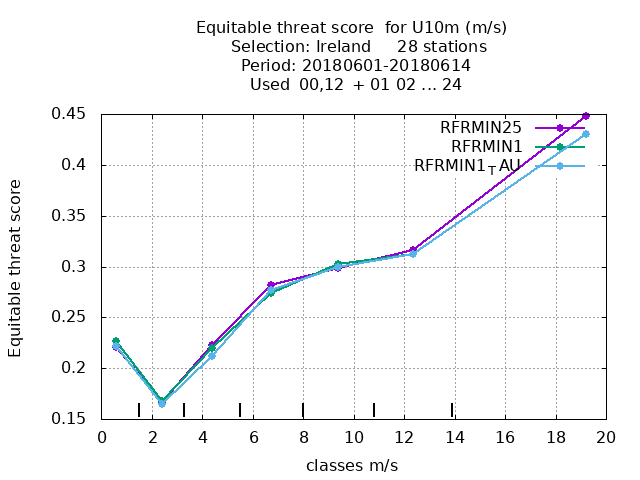 Equitable threat score  for U10m (m/s)
Selection: Ireland     28 stations
Period: 20180601-20180614
Used  00,12  + 01 02 ... 24
RFRMIN25
RFRMIN1
RFRMIN1_TAU
0.45
0.4
0.35
0.3
0.25
0.2
0.15
Equitable threat score
0 2 4 6 8 10 12 14 16 18 20
classes m/s